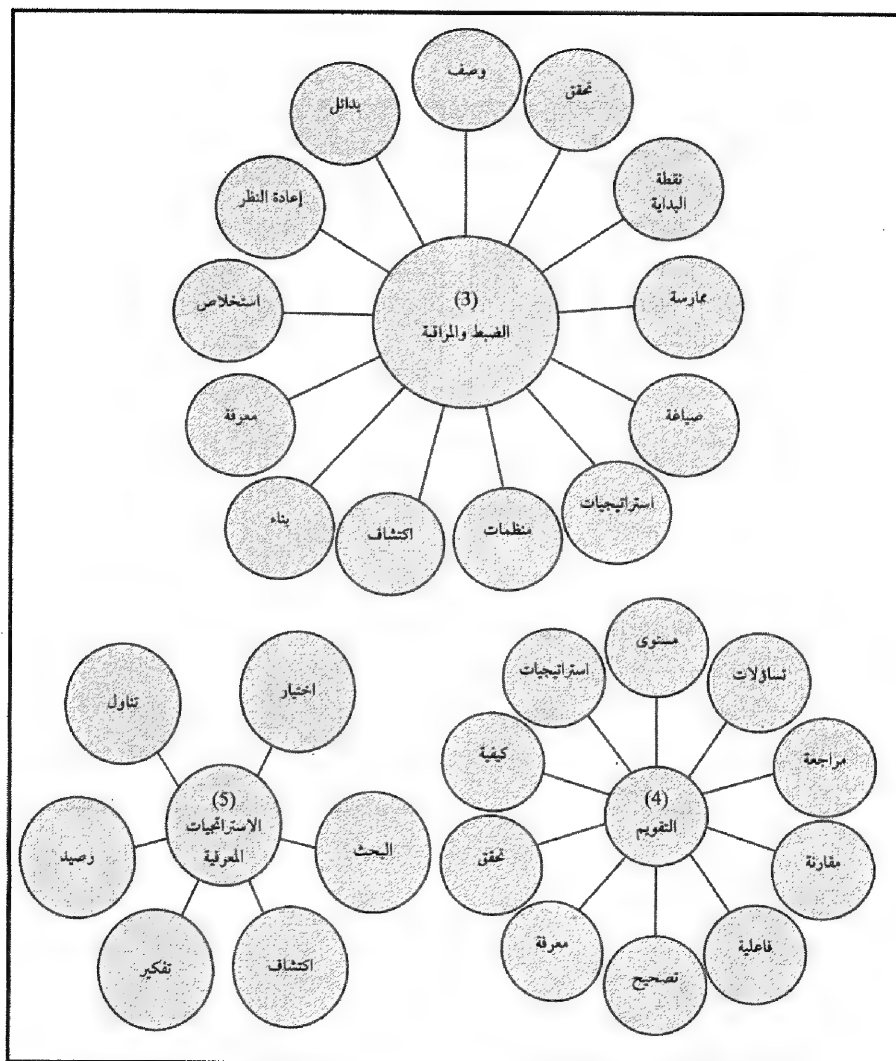 وصف
تحقق
بدائل
نقطة
البداية
إعادة النظر
ممارسة
(3)
الضبط والمراقبة
استخلاص
صياغة
معرفة
استراتيجيات
منظمات
اكتشاف
بناء
مستوى
تساؤلات
استراتيجيات
مراجعة
كيفية
(4)
التقويم
مقارنة
تحقق
فاعلية
معرفة
تصحيح
اختيار
تناول
(5)
الاستراتجيات
المعرفية
البحث
رصيد
اكتشاف
تفكير